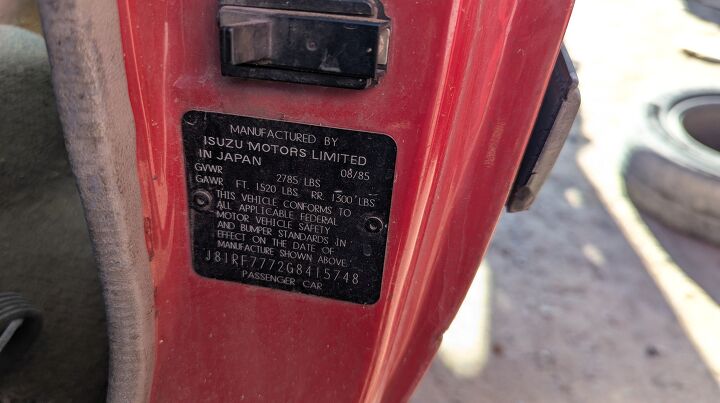 MANUFACTURED BY
ISUZU MOTORS LIMITED
IN JAPAN 08/85
GVWR 2785 LBS
GAWR FT. 1520 LBS RR. 1300 LBS
THIS VEHICLE CONFORMS TO
ALL APPLICABLE FEDERAL
MOTOR VEHICLE SAFETY
AND BUMPER STANDARDS IN
EFFECT ON THE DATE OF
MANUFACTURE SHOWN ABOVE
J81RF7772G8415748
PASSENGER CAR